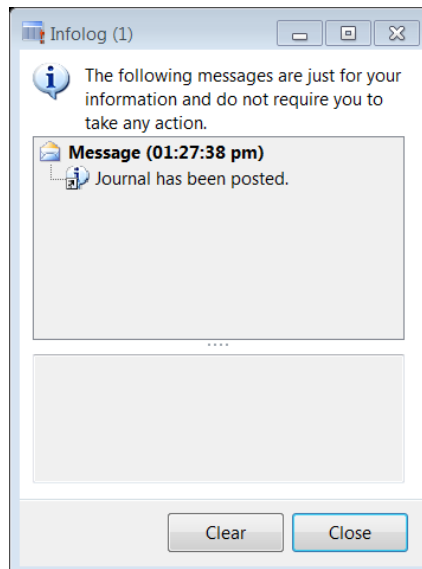 Infolog (1)
The following messages are just for your
information and do not require you to
take any action.
Message (01:27:38 pm)
Journal has been posted.
Clear
Close